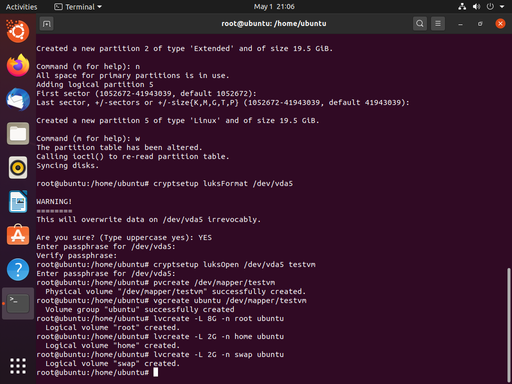 Activities
Terminal
May 1 21:06
root@ubuntu: /home/ubuntu
Created a new partition 2 of type 'Extended' and of size 19.5 GiB.
Command (m for help): n
All space for primary partitions is in use.
Adding logical partition 5
First sector (1052672-41943039, default 1052672):
Last sector, +/-sectors or +/-size{K,M,G,T,P} (1052672-41943039, default 41943039):
Created a new partition 5 of type 'Linux' and of size 19.5 GiB.
Command (m for help): w
The partition table has been altered.
Calling ioctl() to re-read partition table.
Syncing disks.
root@ubuntu:/home/ubuntu# cryptsetup luksFormat /dev/vda5
WARNING!
========
This will overwrite data on /dev/vda5 irrevocably.
Are you sure? (Type uppercase yes): YES
Enter passphrase for /dev/vda5:
Verify passphrase:
root@ubuntu:/home/ubuntu# cryptsetup luksOpen /dev/vda5 testvm
Enter passphrase for /dev/vda5:
root@ubuntu:/home/ubuntu# pvcreate /dev/mapper/testvm
Physical volume "/dev/mapper/testvm" successfully created.
root@ubuntu:/home/ubuntu# vgcreate ubuntu /dev/mapper/testvm
Volume group "ubuntu" successfully created
root@ubuntu:/home/ubuntu# lvcreate -L 8G -n root ubuntu
Logical volume "root" created.
root@ubuntu:/home/ubuntu# lvcreate -L 2G -n home ubuntu
Logical volume "home" created.
root@ubuntu:/home/ubuntu# lvcreate -L 2G -n swap ubuntu
Logical volume "swap" created.
root@ubuntu:/home/ubuntu#